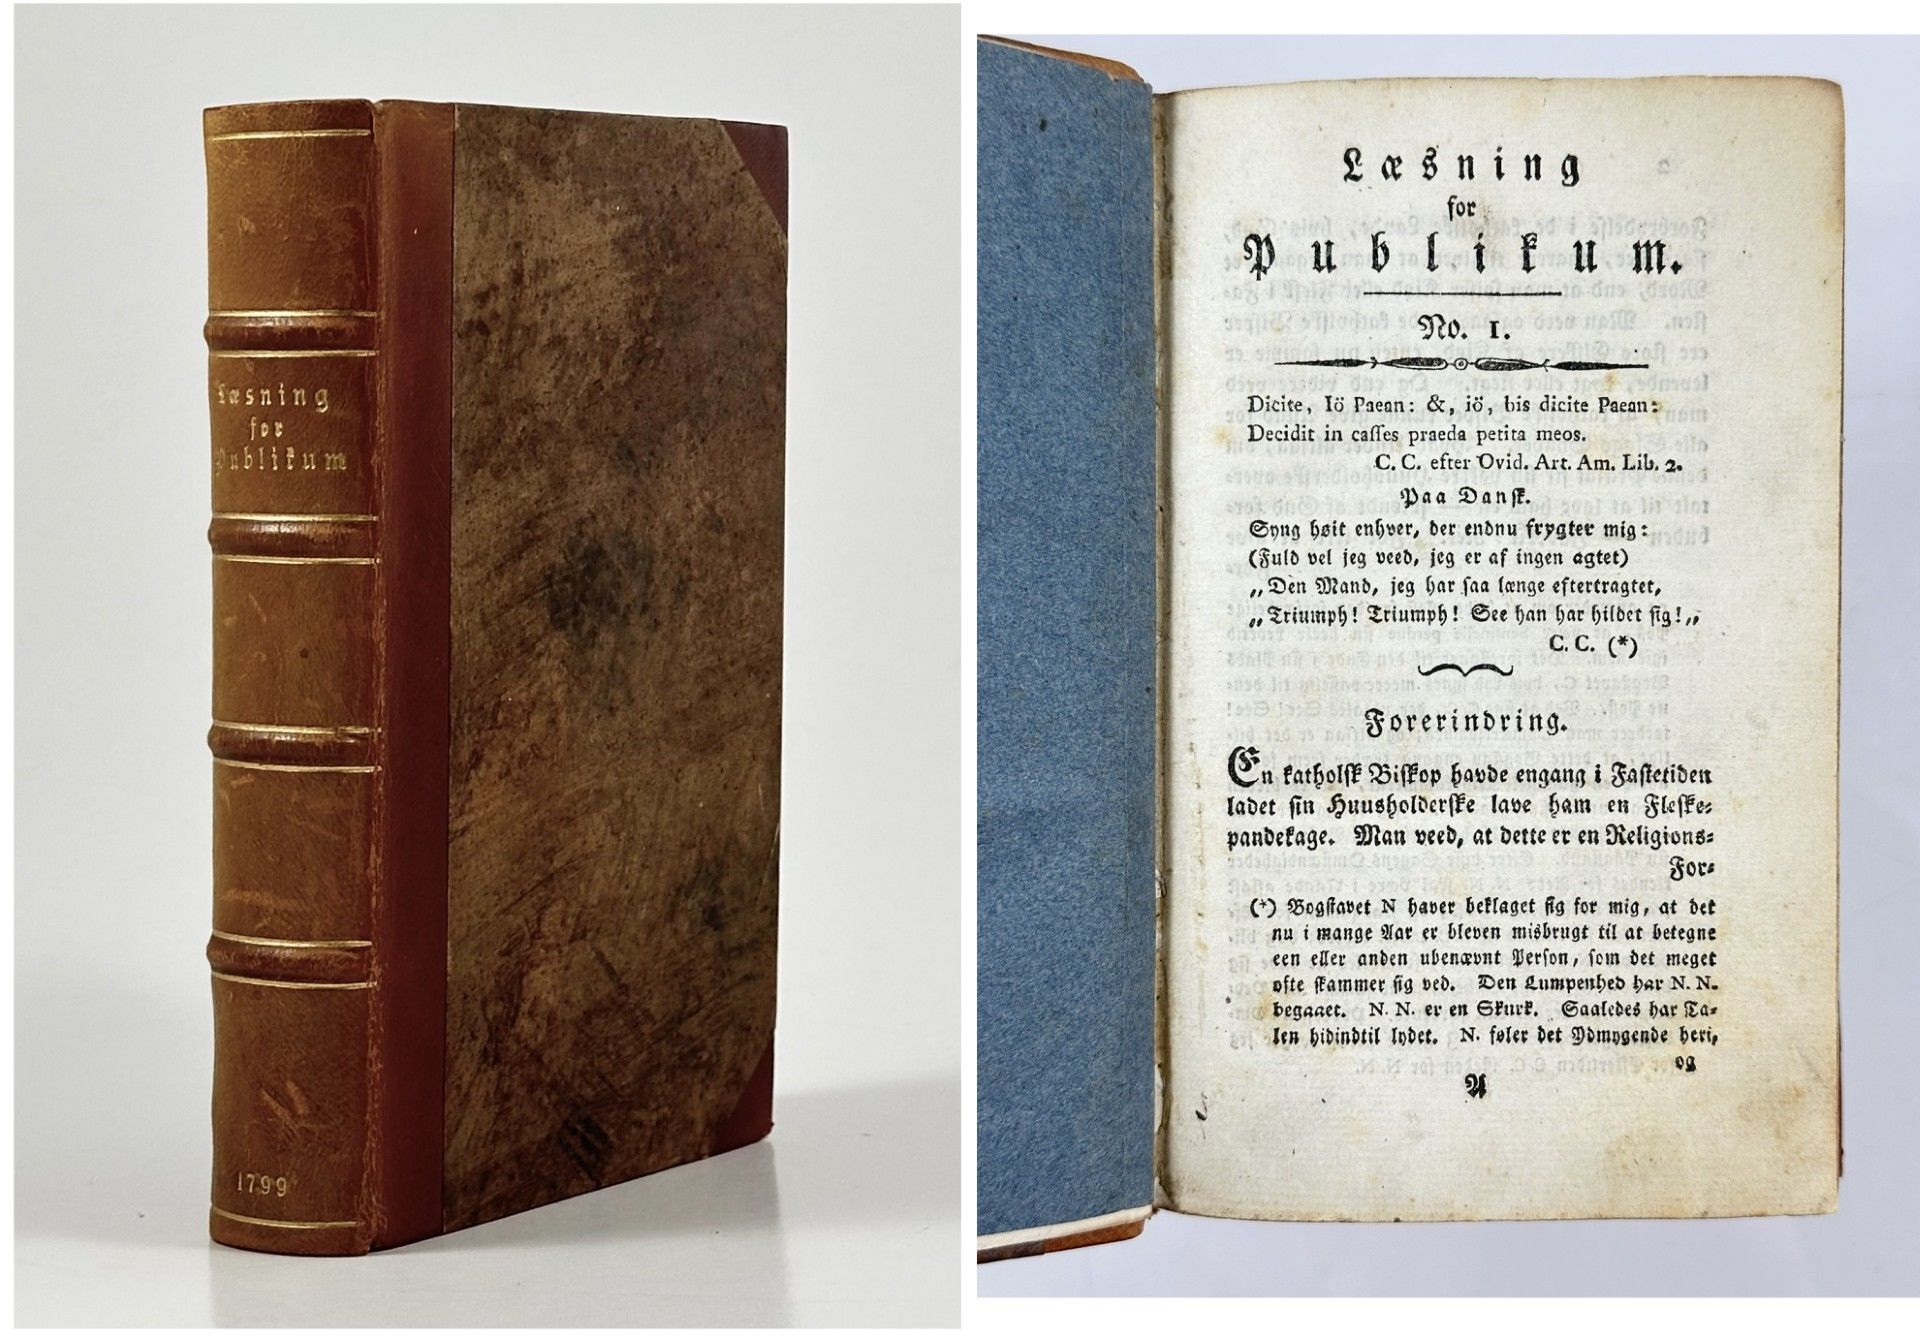 Læsning
for
Publikum
1799
Læsning
for
Publikum.
No. 1.
Dicite, Iö Paean: &, iö, bis dicite Paean:
Decidit in casses praeda petita meos.
C. C. efter Ovid. Art. Am. Lib. 2.
Paa Dansk.
Syng høit enhver, der endnu frygter mig:
(Fuld vel jeg veed, jeg er af ingen agtet)
„Den Mand, jeg har saa længe eftertragtet,
„Triumph! Triumph! See han har hildet sig!„
C. C. (*)
Forerindring.
En katholsk Biskop havde engang i Fastetiden
ladet sin Huusholderske lave ham en Fleske-
pandekage. Man veed, at dette er en Religions-
For-
(*) Bogstavet N haver beklaget sig for mig, at det
nu i mange Aar er bleven misbrugt til at betegne
een eller anden ubenævnt Person, som det meget
ofte skammer sig ved. Den Lumpenhed har N. N.
begaaet. N. N. er en Skurk. Saaledes har Ta-
len hidindtil lydet. N. føler det Ydmygende heri,
og
A